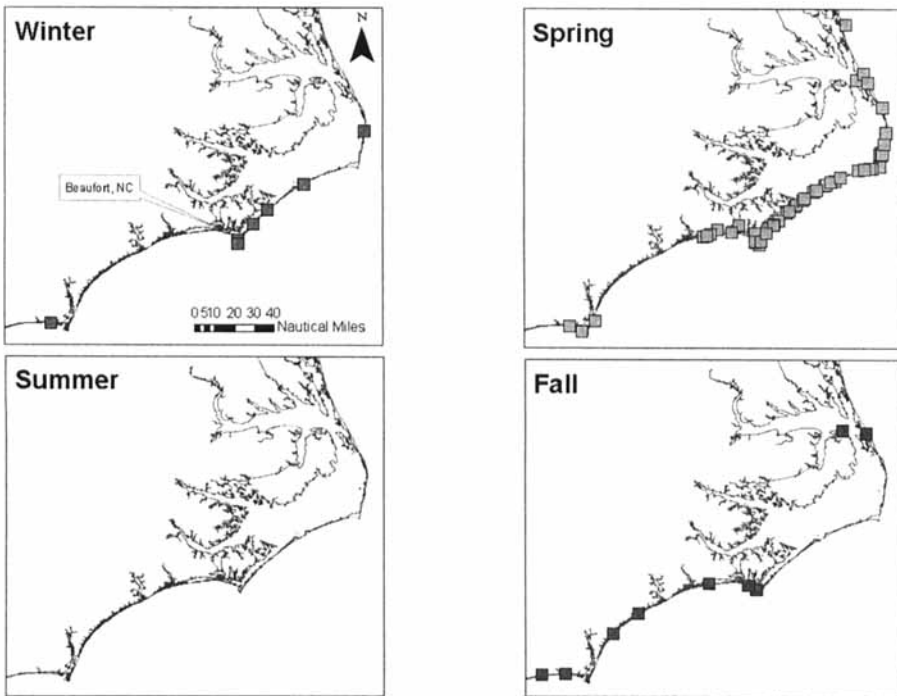 Winter
N
Beaufort, NC
0 5 10 20 30 40
Nautical Miles
Spring
Summer
Fall